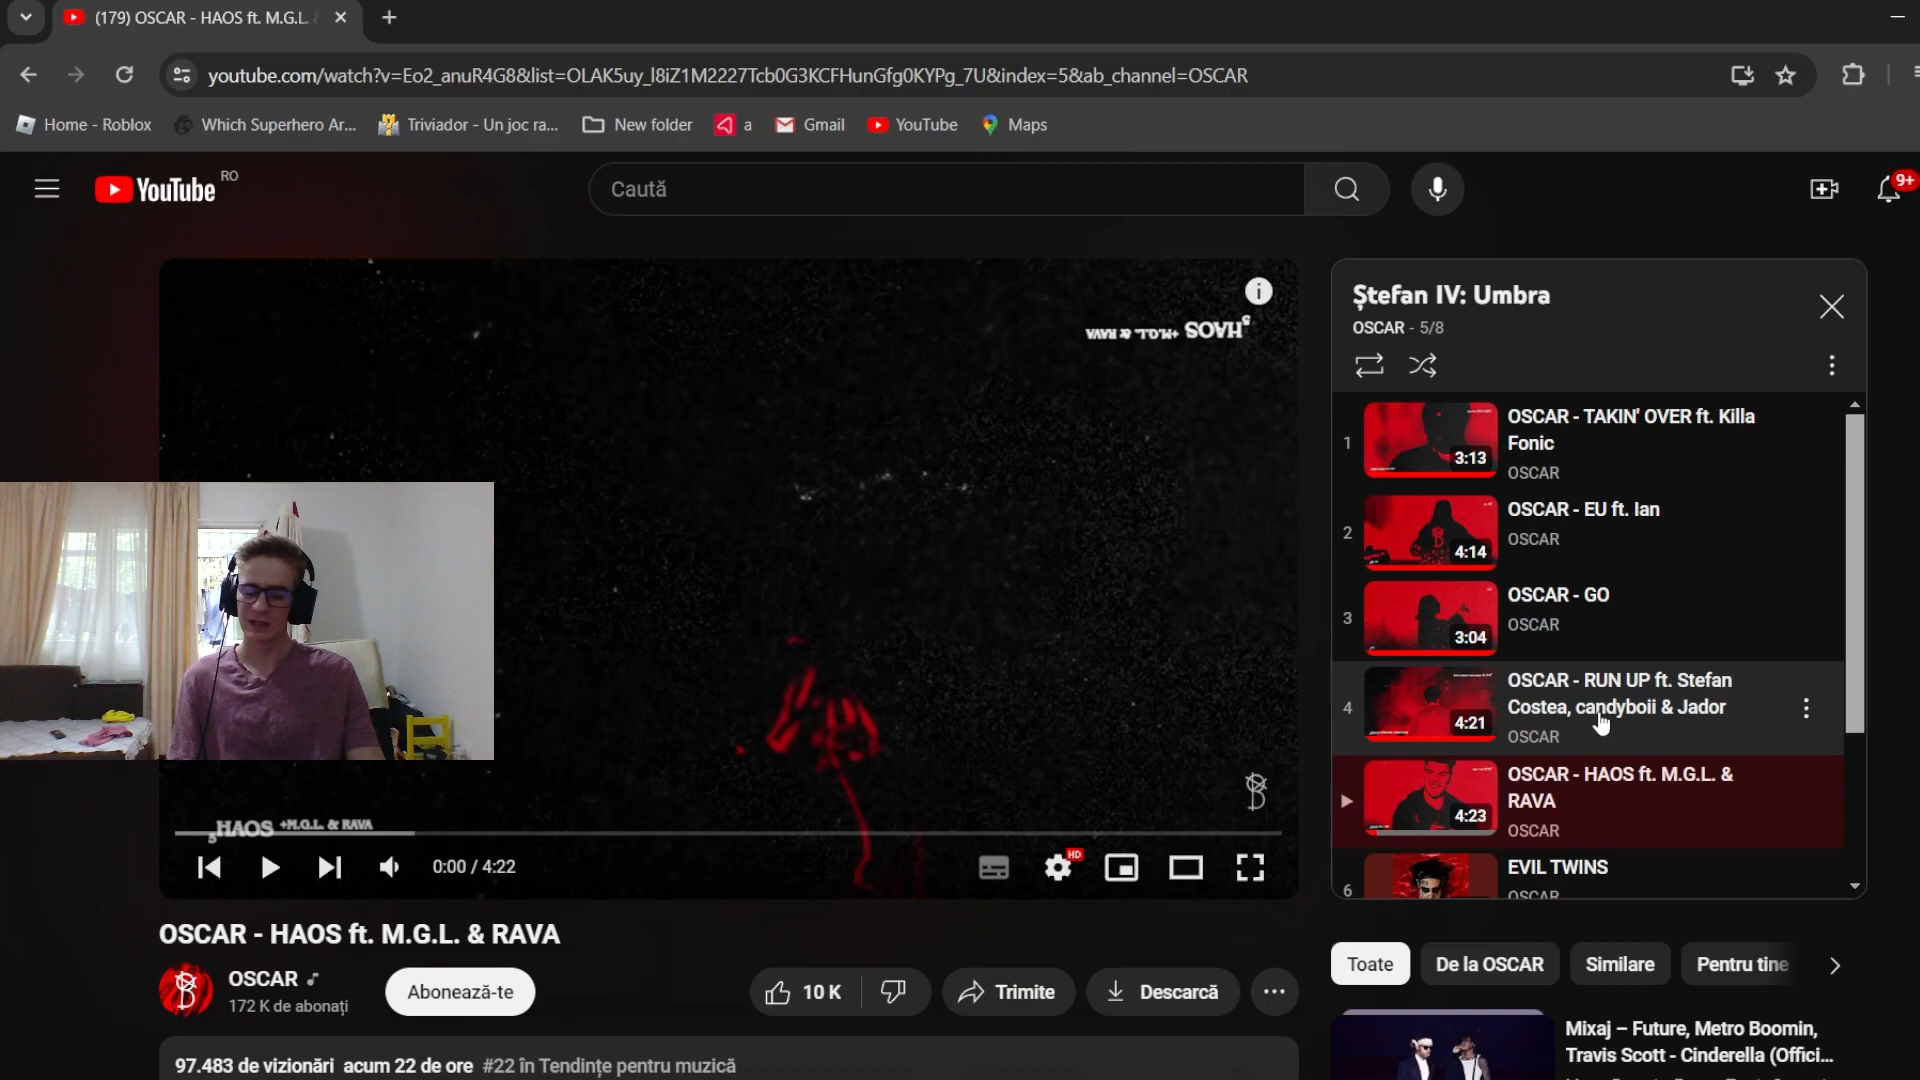 (179) OSCAR - HAOS ft. M.G.L.
youtube.com/watch?v=Eo2_anuR4G8&list=OLAK5uy_l8iZ1M2227Tcb0G3KCFHunGfg0KYPg_7U&index=5&ab_channel=OSCAR
Home - Roblox
Which Superhero Ar...
Triviador - Un joc ra...
New folder
a
Gmail
YouTube
Maps
YouTube RO
Caută
9+
HAOS +M.G.L. & RAVA 5
5 HAOS +M.G.L. & RAVA
0:00 / 4:22
HD
OSCAR - HAOS ft. M.G.L. & RAVA
OSCAR
172 K de abonați
Abonează-te
10 K
Trimite
Descarcă
97.483 de vizionări acum 22 de ore #22 în Tendințe pentru muzică
Ștefan IV: Umbra
OSCAR - 5/8
1
3:13
OSCAR - TAKIN' OVER ft. Killa
Fonic
OSCAR
2
4:14
OSCAR - EU ft. Ian
OSCAR
3
3:04
OSCAR - GO
OSCAR
4
4:21
OSCAR - RUN UP ft. Stefan
Costea, candyboii & Jador
OSCAR
4:23
OSCAR - HAOS ft. M.G.L. &
RAVA
OSCAR
6
EVIL TWINS
OSCAR
Toate
De la OSCAR
Similare
Pentru tine
Mixaj – Future, Metro Boomin,
Travis Scott - Cinderella (Offici...